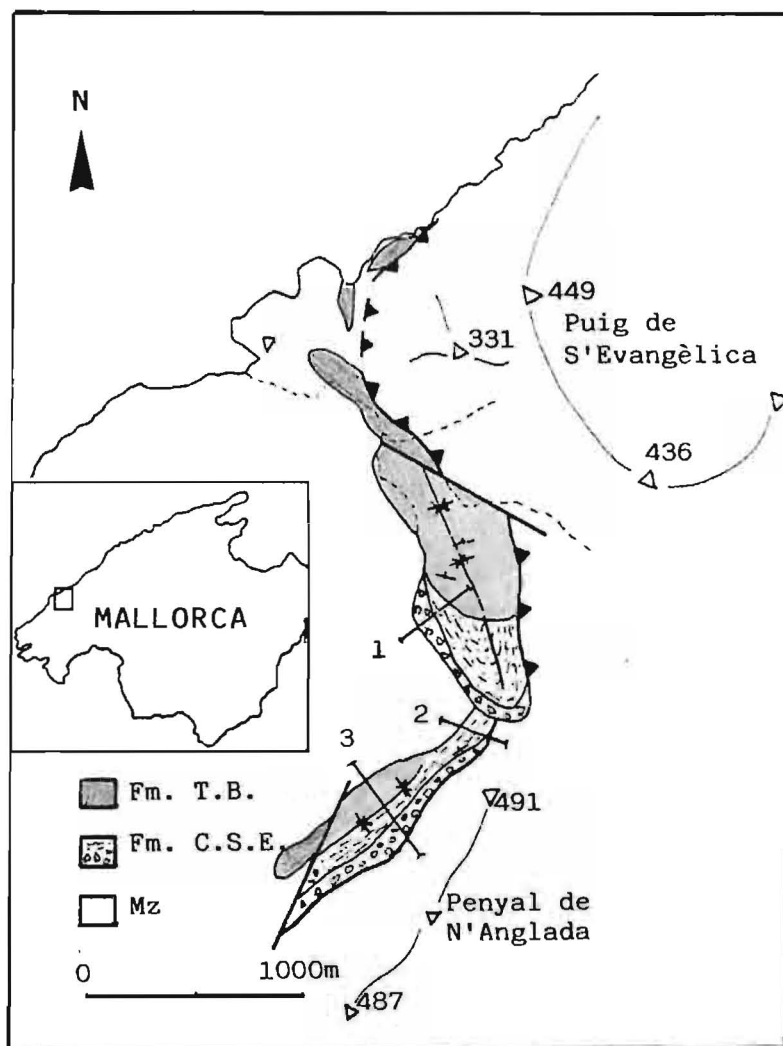 N
449
Puig de
S'Evangèlica
331
436
MALLORCA
1
2
3
491
Fm. T.B.
Fm. C.S.E.
Mz
Penyal de
N'Anglada
0 1000m
487